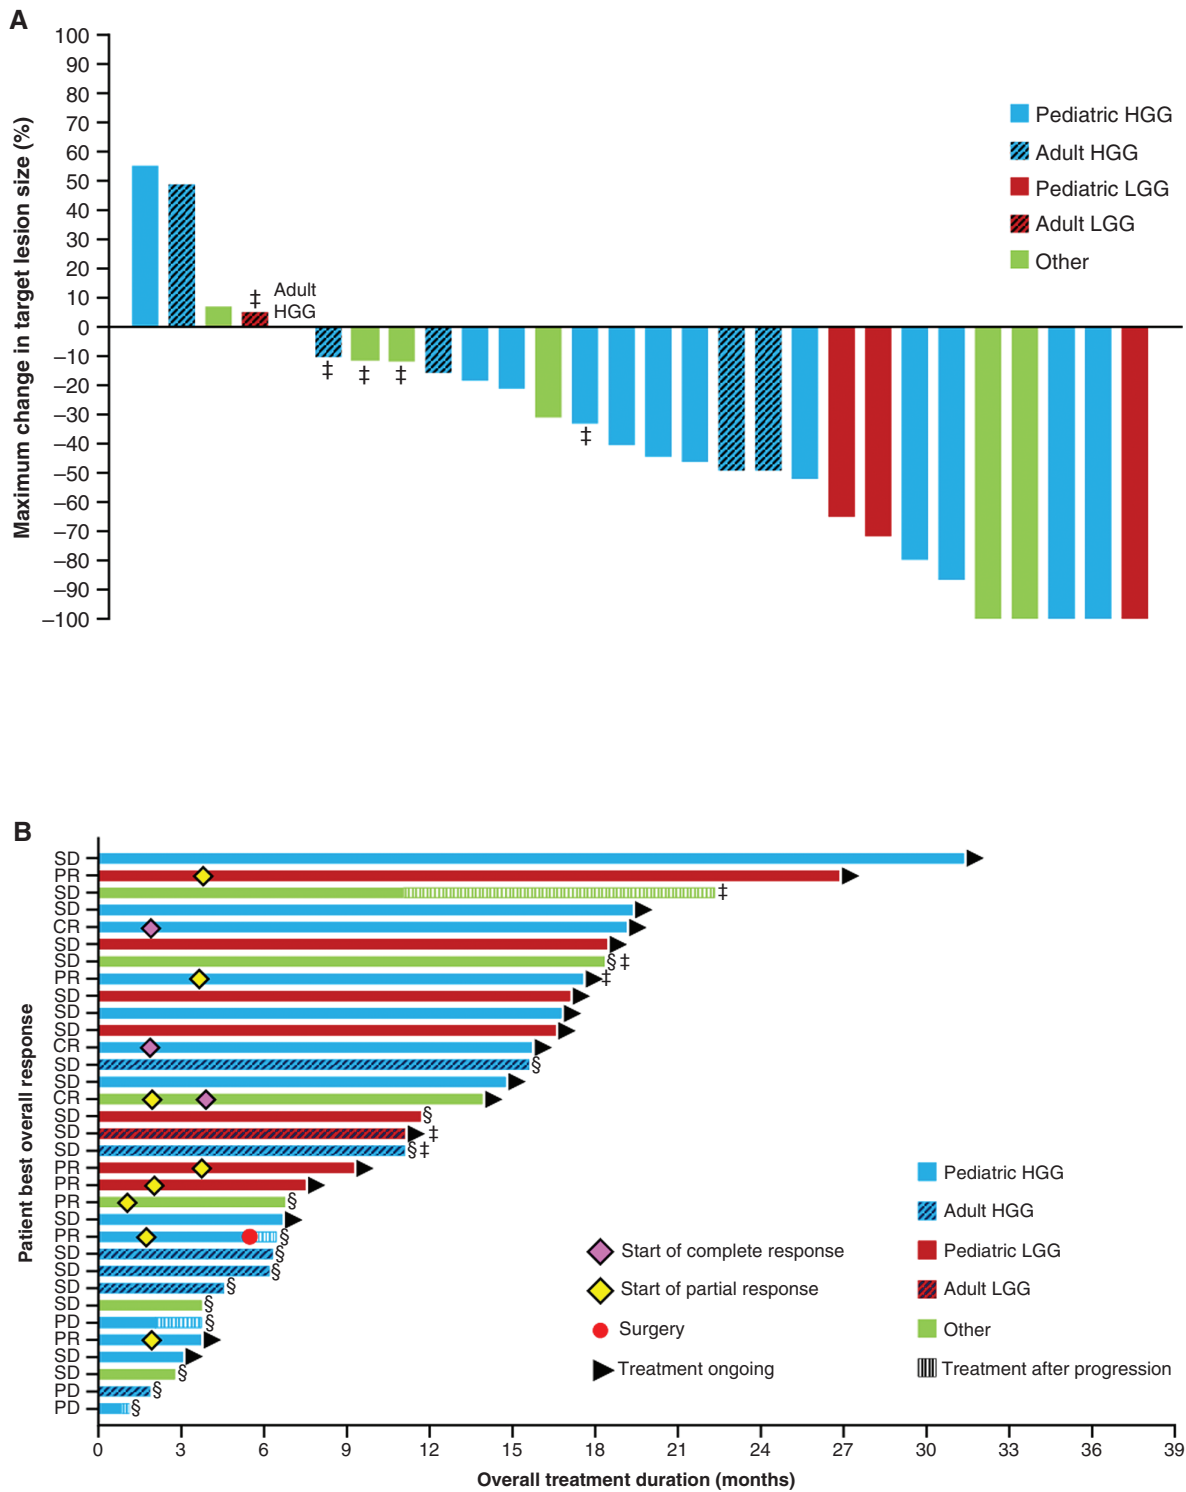 A
Maximum change in target lesion size (%)
100
90
80
70
60
50
40
30
20
10
0
–10
–20
–30
–40
–50
–60
–70
–80
–90
–100
‡
Adult
HGG
‡
‡
‡
‡
Pediatric HGG
Adult HGG
Pediatric LGG
Adult LGG
Other
B
Patient best overall response
SD
PR
SD ‡
SD
CR
SD
SD §‡
PR ‡
SD
SD
SD
CR
SD §
SD
CR
SD §
SD ‡
SD §‡
PR
PR
PR §
SD
PR §
SD §
SD §
SD §
SD §
PD §
PR
SD
SD §
PD §
PD §
Start of complete response
Start of partial response
Surgery
Treatment ongoing
Pediatric HGG
Adult HGG
Pediatric LGG
Adult LGG
Other
Treatment after progression
0 3 6 9 12 15 18 21 24 27 30 33 36 39
Overall treatment duration (months)